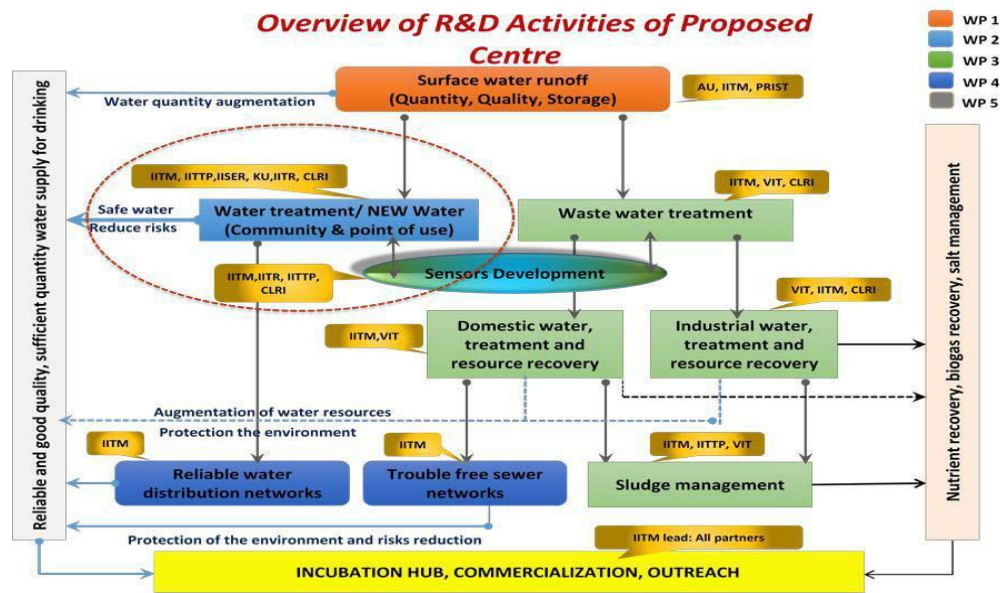 Overview of R&D Activities of Proposed
Centre
WP 1
WP 2
WP 3
WP 4
WP 5
Surface water runoff
(Quantity, Quality, Storage)
AU, IITM, PRIST
Water quantity augmentation
Reliable and good quality, sufficient quantity water supply for drinking
IITM, IITTP,IISER, KU,IITR, CLRI
IITM, VIT, CLRI
Safe water
Reduce risks
Water treatment/ NEW Water
(Community & point of use)
Waste water treatment
Sensors Development
IITM,IITR, IITTP,
CLRI
VIT, IITM, CLRI
IITM,VIT
Domestic water,
treatment and
resource recovery
Industrial water,
treatment and
resource recovery
Nutrient recovery, biogas recovery, salt management
Augmentation of water resources
Protection the environment
IITM
IITM
IITM, IITTP, VIT
Reliable water
distribution networks
Trouble free sewer
networks
Sludge management
Protection of the environment and risks reduction
IITM lead: All partners
INCUBATION HUB, COMMERCIALIZATION, OUTREACH